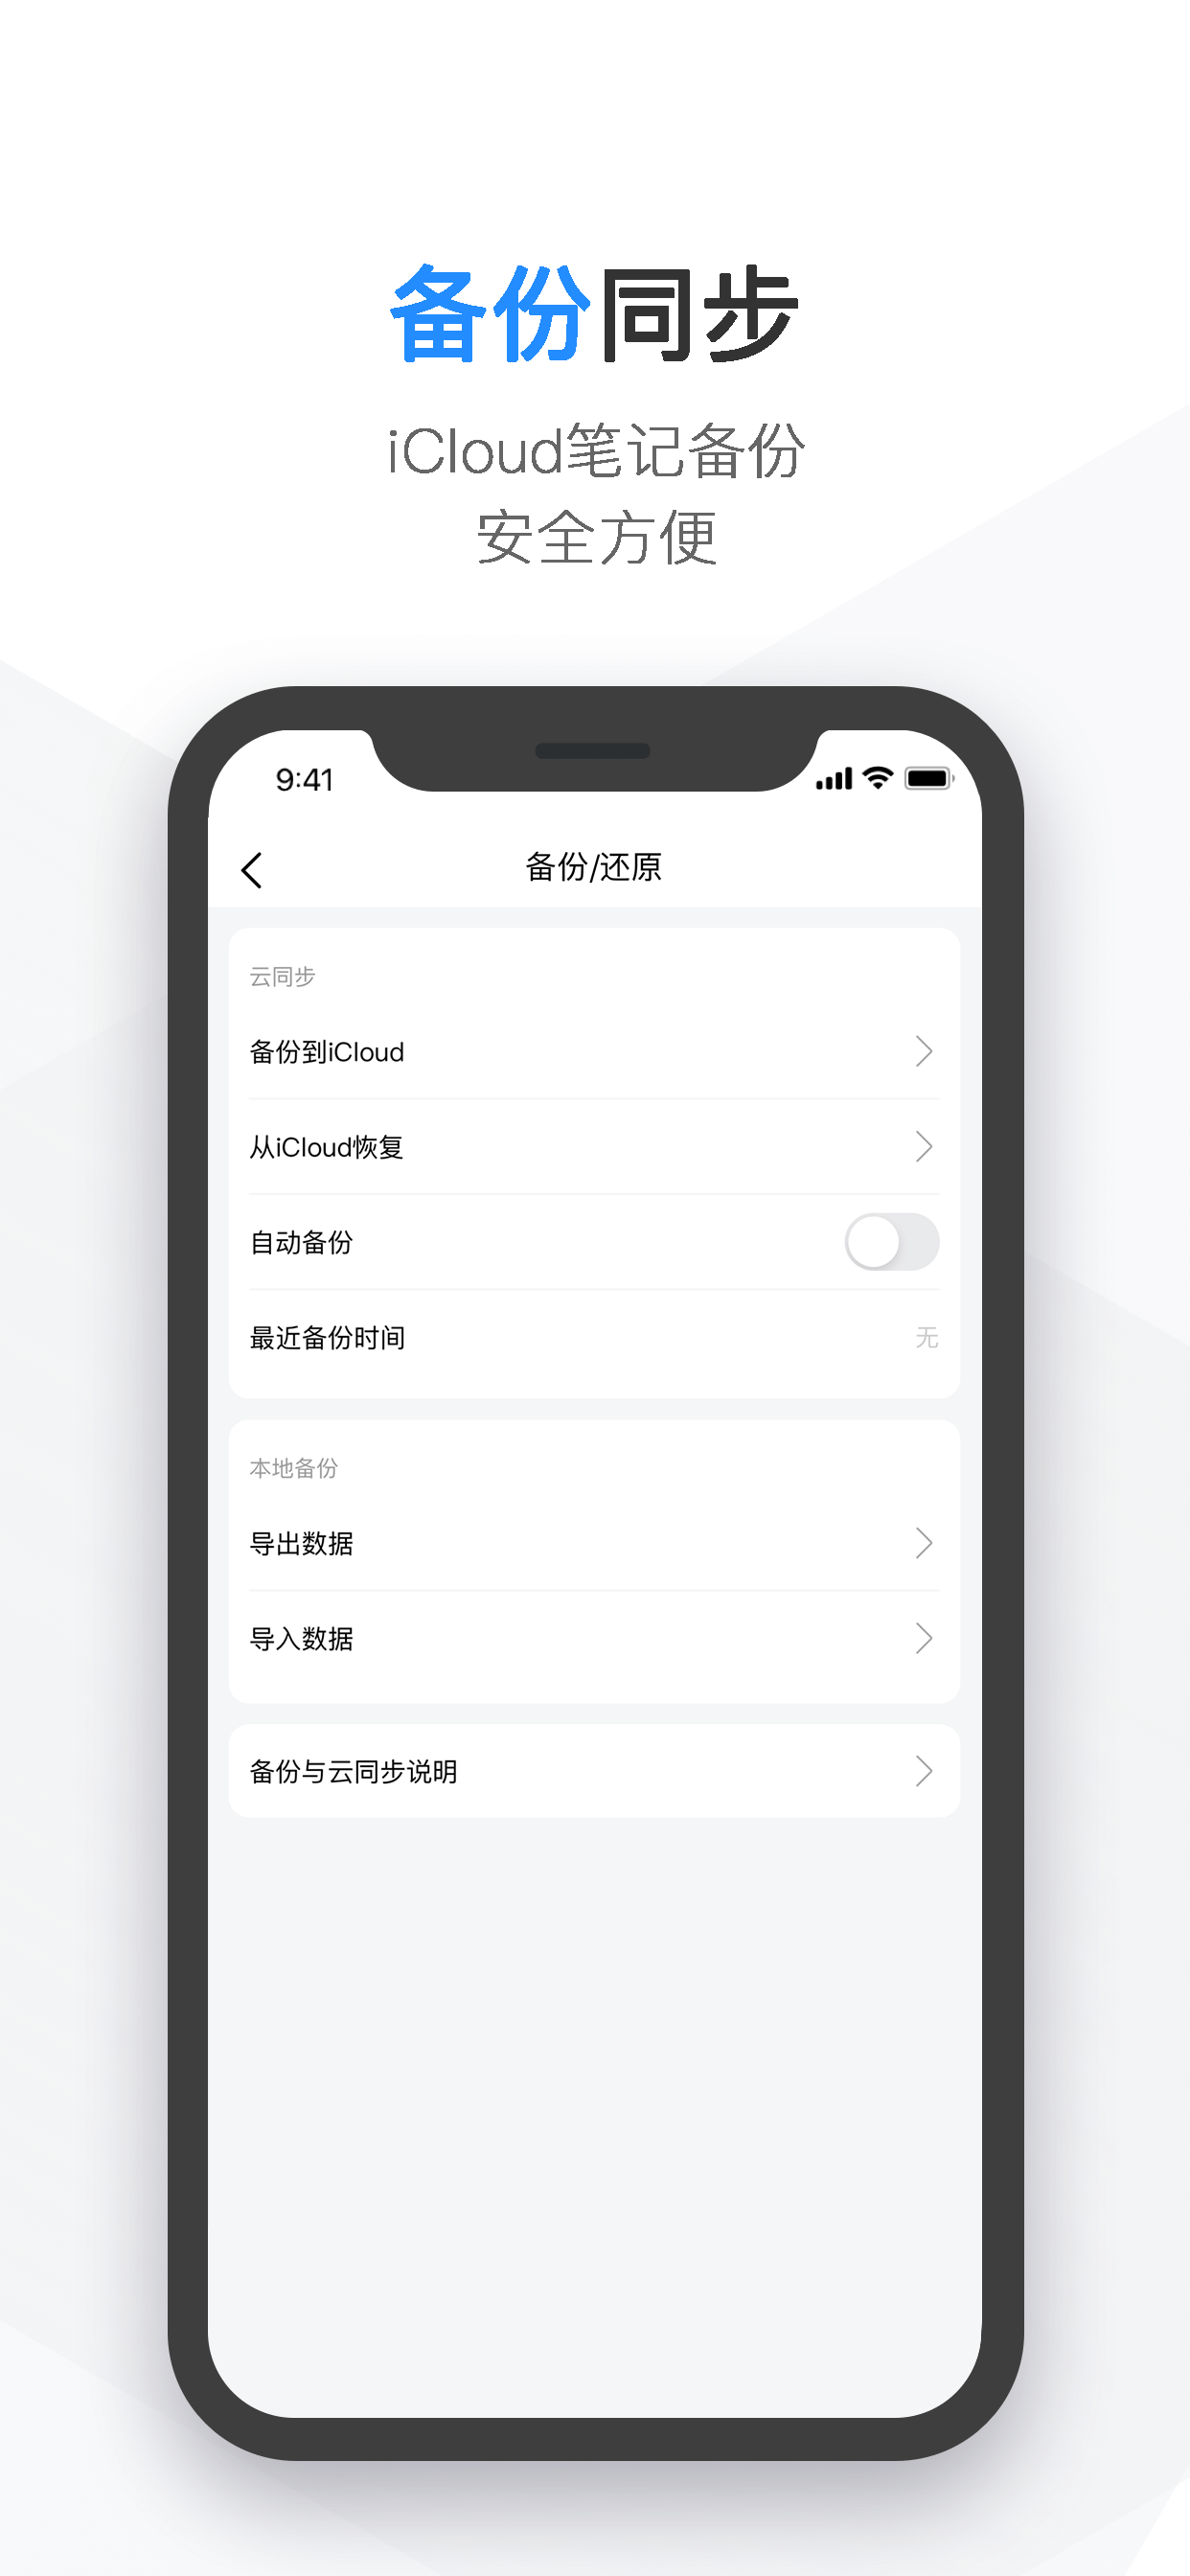 备份同步
iCloud笔记备份
安全方便
9:41
备份/还原
云同步
备份到iCloud
从iCloud恢复
自动备份
最近备份时间 无
本地备份
导出数据
导入数据
备份与云同步说明